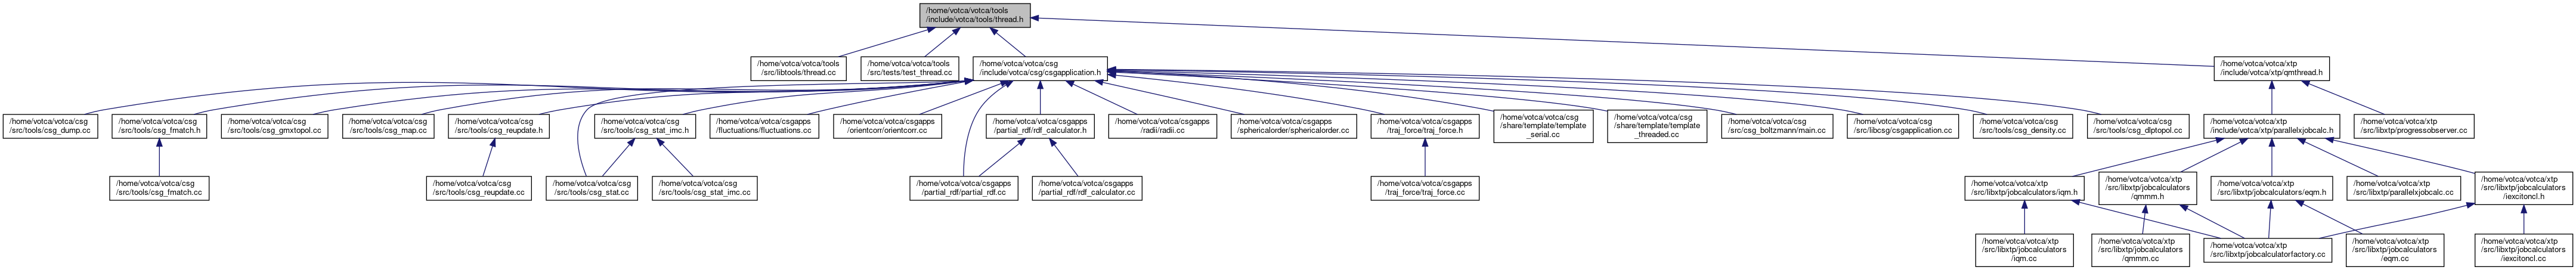 /home/votca/votca/tools
/include/votca/tools/thread.h
/home/votca/votca/tools
/src/libtools/thread.cc
/home/votca/votca/tools
/src/tests/test_thread.cc
/home/votca/votca/csg
/include/votca/csg/csgapplication.h
/home/votca/votca/xtp
/include/votca/xtp/qmthread.h
/home/votca/votca/csg
/src/tools/csg_dump.cc
/home/votca/votca/csg
/src/tools/csg_fmatch.h
/home/votca/votca/csg
/src/tools/csg_gmxtopol.cc
/home/votca/votca/csg
/src/tools/csg_map.cc
/home/votca/votca/csg
/src/tools/csg_reupdate.h
/home/votca/votca/csg
/src/tools/csg_stat_imc.h
/home/votca/votca/csgapps
/fluctuations/fluctuations.cc
/home/votca/votca/csgapps
/orientcorr/orientcorr.cc
/home/votca/votca/csgapps
/partial_rdf/rdf_calculator.h
/home/votca/votca/csgapps
/radii/radii.cc
/home/votca/votca/csgapps
/sphericalorder/sphericalorder.cc
/home/votca/votca/csgapps
/traj_force/traj_force.h
/home/votca/votca/csg
/share/template/template
_serial.cc
/home/votca/votca/csg
/share/template/template
_threaded.cc
/home/votca/votca/csg
/src/csg_boltzmann/main.cc
/home/votca/votca/csg
/src/libcsg/csgapplication.cc
/home/votca/votca/csg
/src/tools/csg_density.cc
/home/votca/votca/csg
/src/tools/csg_dlptopol.cc
/home/votca/votca/xtp
/include/votca/xtp/parallelxjobcalc.h
/home/votca/votca/xtp
/src/libxtp/progressobserver.cc
/home/votca/votca/csg
/src/tools/csg_fmatch.cc
/home/votca/votca/csg
/src/tools/csg_reupdate.cc
/home/votca/votca/csg
/src/tools/csg_stat.cc
/home/votca/votca/csg
/src/tools/csg_stat_imc.cc
/home/votca/votca/csgapps
/partial_rdf/partial_rdf.cc
/home/votca/votca/csgapps
/partial_rdf/rdf_calculator.cc
/home/votca/votca/csgapps
/traj_force/traj_force.cc
/home/votca/votca/xtp
/src/libxtp/jobcalculators/iqm.h
/home/votca/votca/xtp
/src/libxtp/jobcalculators
/qmmm.h
/home/votca/votca/xtp
/src/libxtp/jobcalculators/eqm.h
/home/votca/votca/xtp
/src/libxtp/parallelxjobcalc.cc
/home/votca/votca/xtp
/src/libxtp/jobcalculators
/iexcitoncl.h
/home/votca/votca/xtp
/src/libxtp/jobcalculators
/iqm.cc
/home/votca/votca/xtp
/src/libxtp/jobcalculators
/qmmm.cc
/home/votca/votca/xtp
/src/libxtp/jobcalculatorfactory.cc
/home/votca/votca/xtp
/src/libxtp/jobcalculators
/eqm.cc
/home/votca/votca/xtp
/src/libxtp/jobcalculators
/iexcitoncl.cc